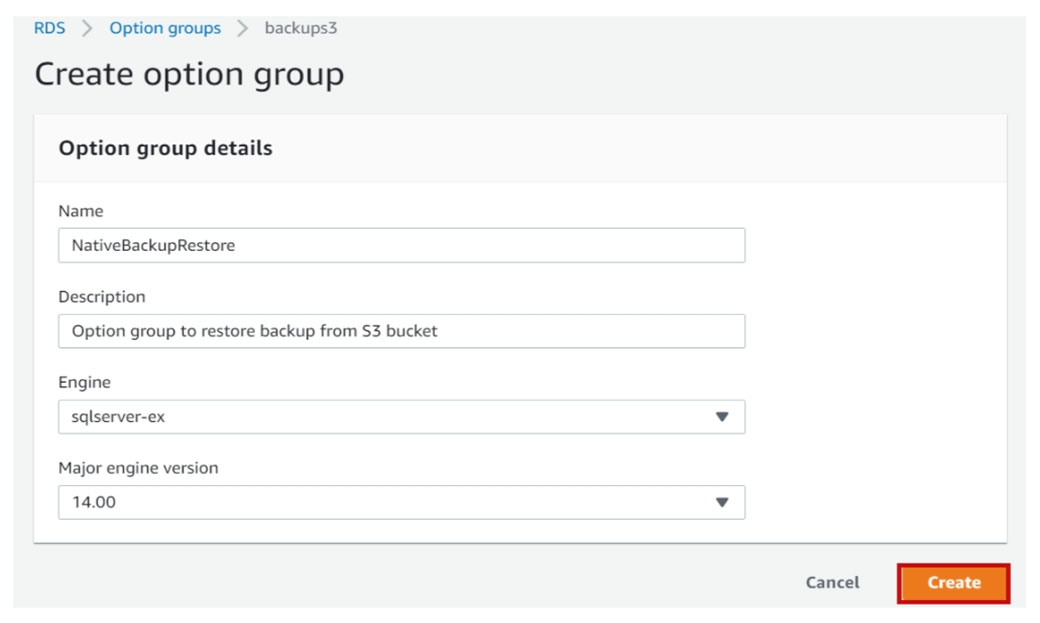 RDS > Option groups > backups3
Create option group
Option group details
Name
NativeBackupRestore
Description
Option group to restore backup from S3 bucket
Engine
sqlserver-ex
Major engine version
14.00
Cancel Create